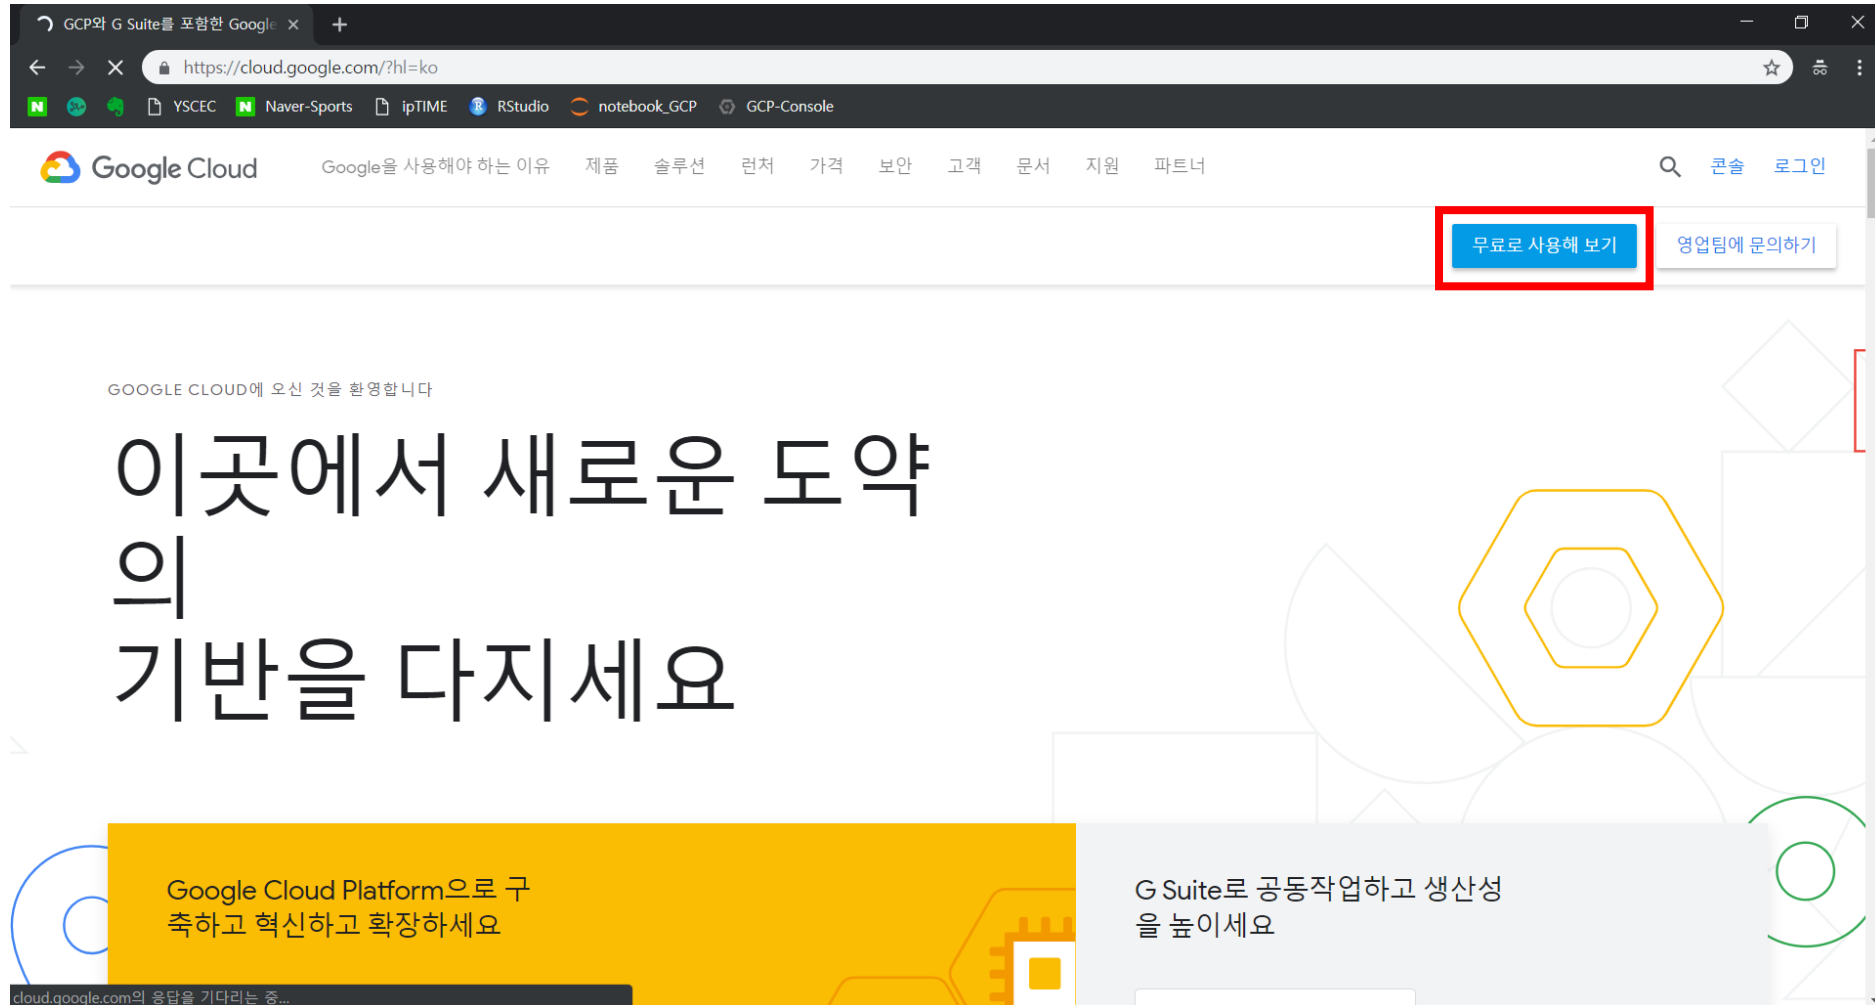 GCP와 G Suite를 포함한 Google
https://cloud.google.com/?hl=ko
YSCEC Naver-Sports ipTIME RStudio notebook_GCP GCP-Console
Google Cloud Google을 사용해야 하는 이유 제품 솔루션 런처 가격 보안 고객 문서 지원 파트너 콘솔 로그인
무료로 사용해 보기 영업팀에 문의하기
GOOGLE CLOUD에 오신 것을 환영합니다
이곳에서 새로운 도약
의
기반을 다지세요
Google Cloud Platform으로 구
축하고 혁신하고 확장하세요
G Suite로 공동작업하고 생산성
을 높이세요
cloud.google.com의 응답을 기다리는 중...